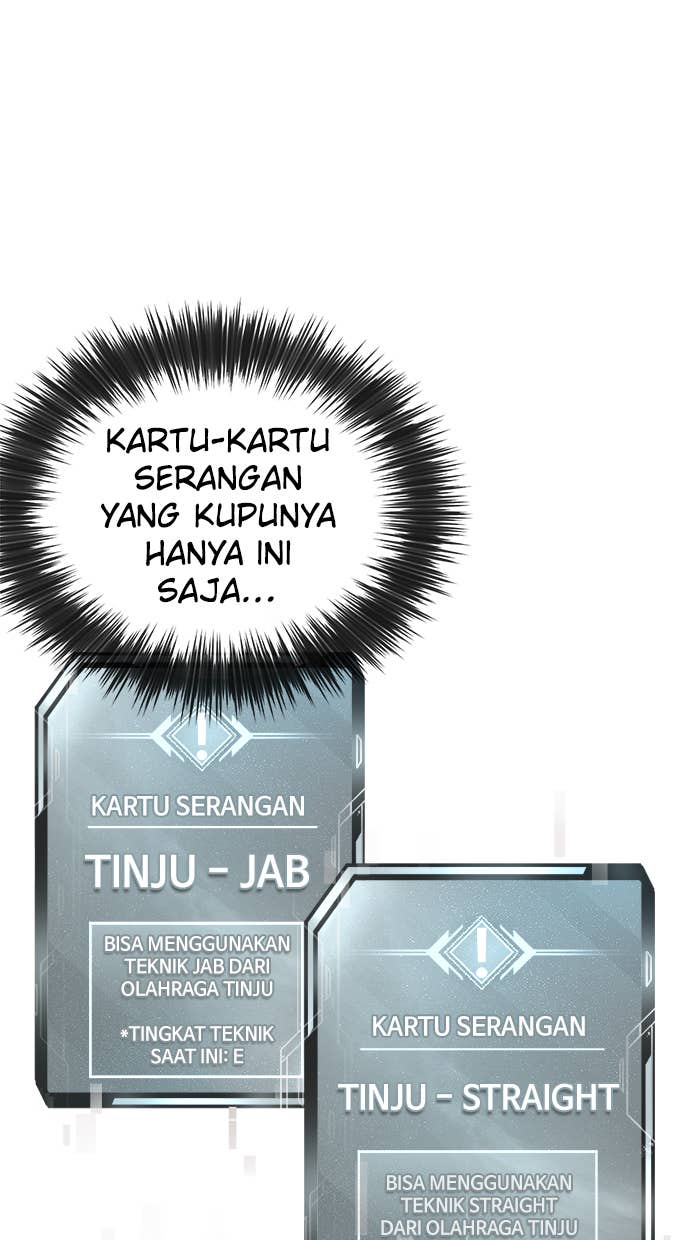 KARTU-KARTU
SERANGAN
YANG KUPUNYA
HANYA INI
SAJA...
!
KARTU SERANGAN
TINJU – JAB
BISA MENGGUNAKAN
TEKNIK JAB DARI
OLAHRAGA TINJU
*TINGKAT TEKNIK
SAAT INI: E
!
KARTU SERANGAN
TINJU – STRAIGHT
BISA MENGGUNAKAN
TEKNIK STRAIGHT
DARI OLAHRAGA TINJU